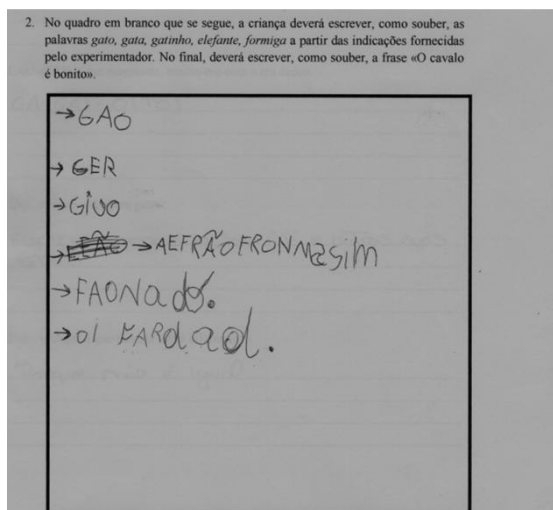 2. No quadro em branco que se segue, a criança deverá escrever, como souber, as
palavras gato, gata, gatinho, elefante, formiga a partir das indicações fornecidas
pelo experimentador. No final, deverá escrever, como souber, a frase «O cavalo
é bonito».
→GAO
→GER
→GIVO
→ →AEFRÃOFRONMasim
→FAONado.
→OI FARdaol.